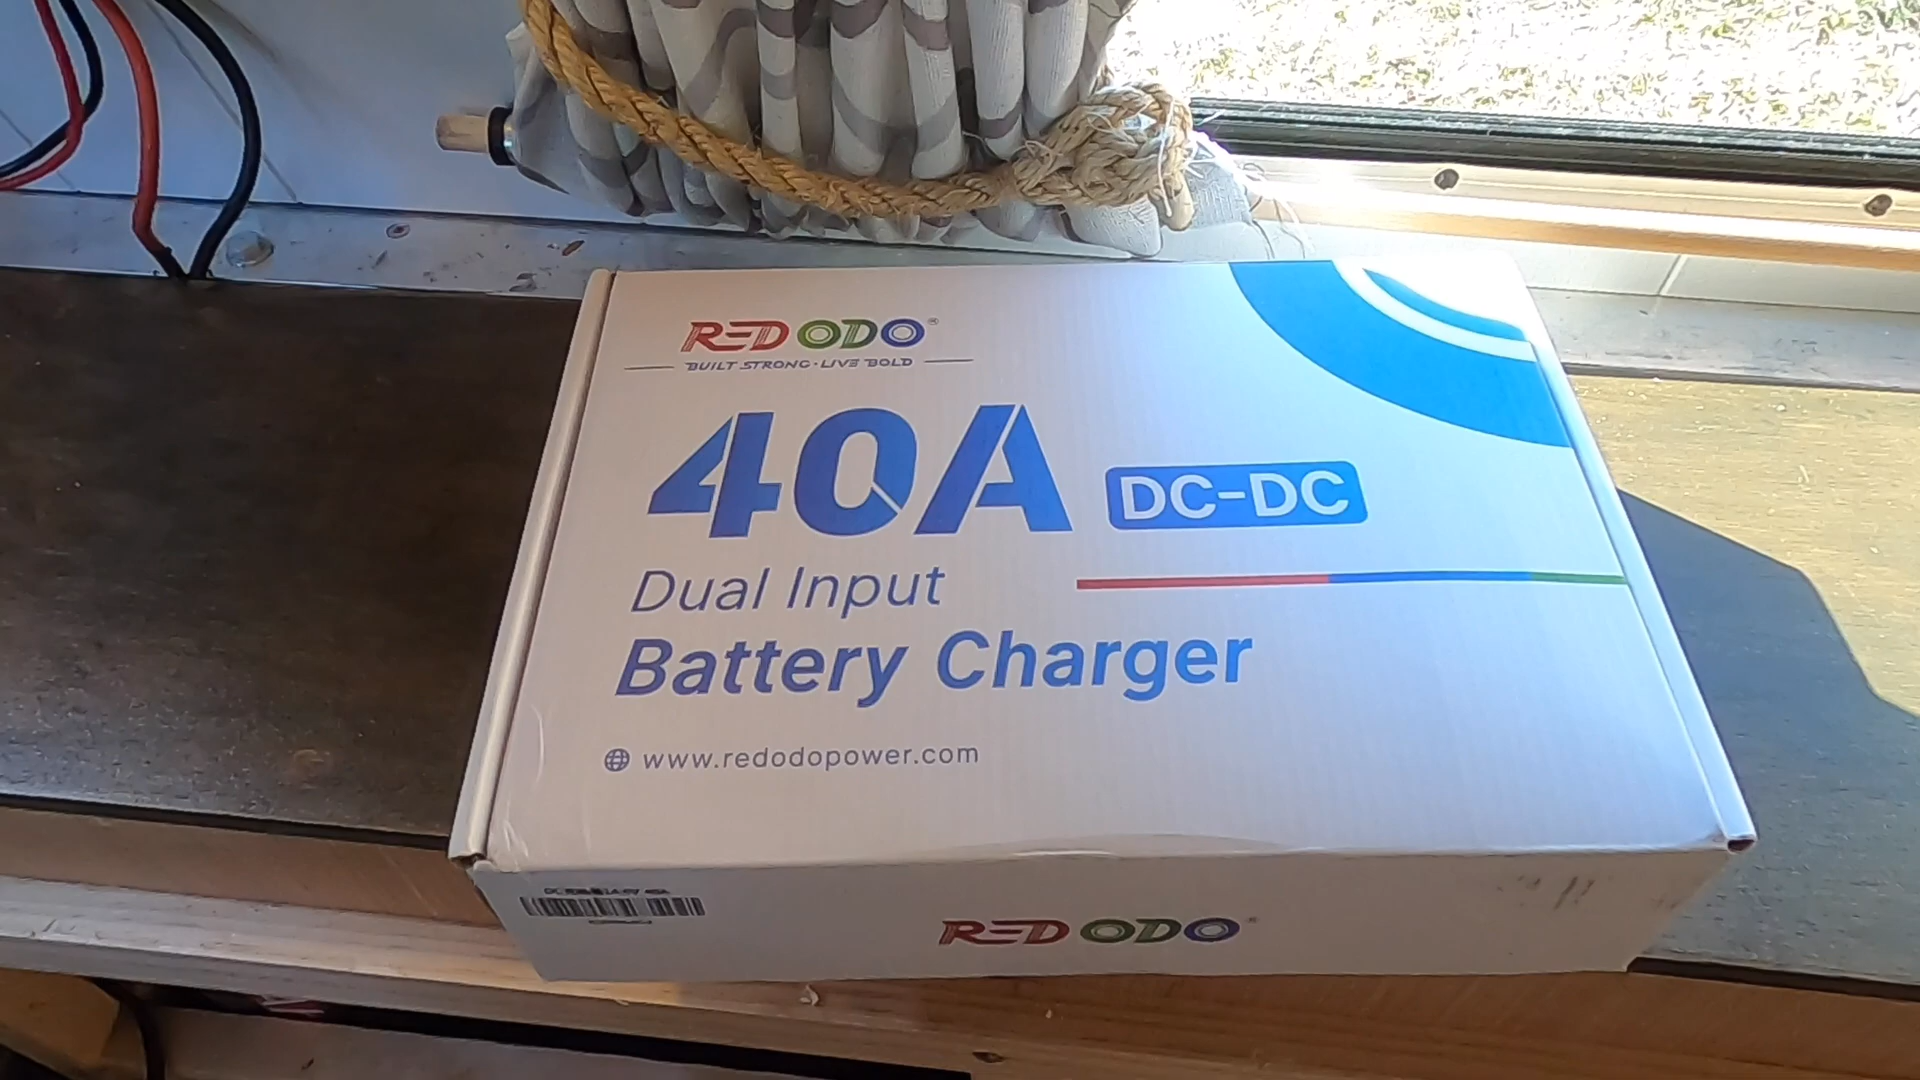 REDODO®
BUILT STRONG·LIVE BOLD
40A DC-DC
Dual Input
Battery Charger
www.redodopower.com
REDODO®